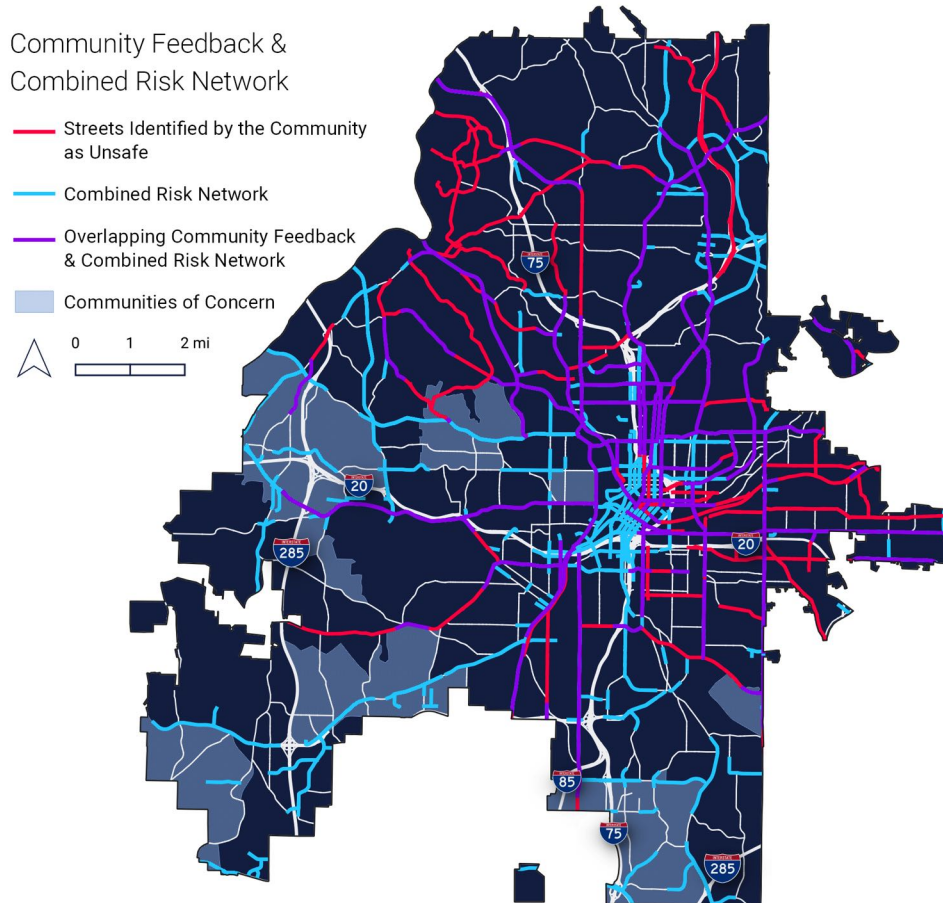 Community Feedback &
Combined Risk Network
Streets Identified by the Community
as Unsafe
Combined Risk Network
Overlapping Community Feedback
& Combined Risk Network
Communities of Concern
0 1 2 mi
75
20
285
20
85
75
285